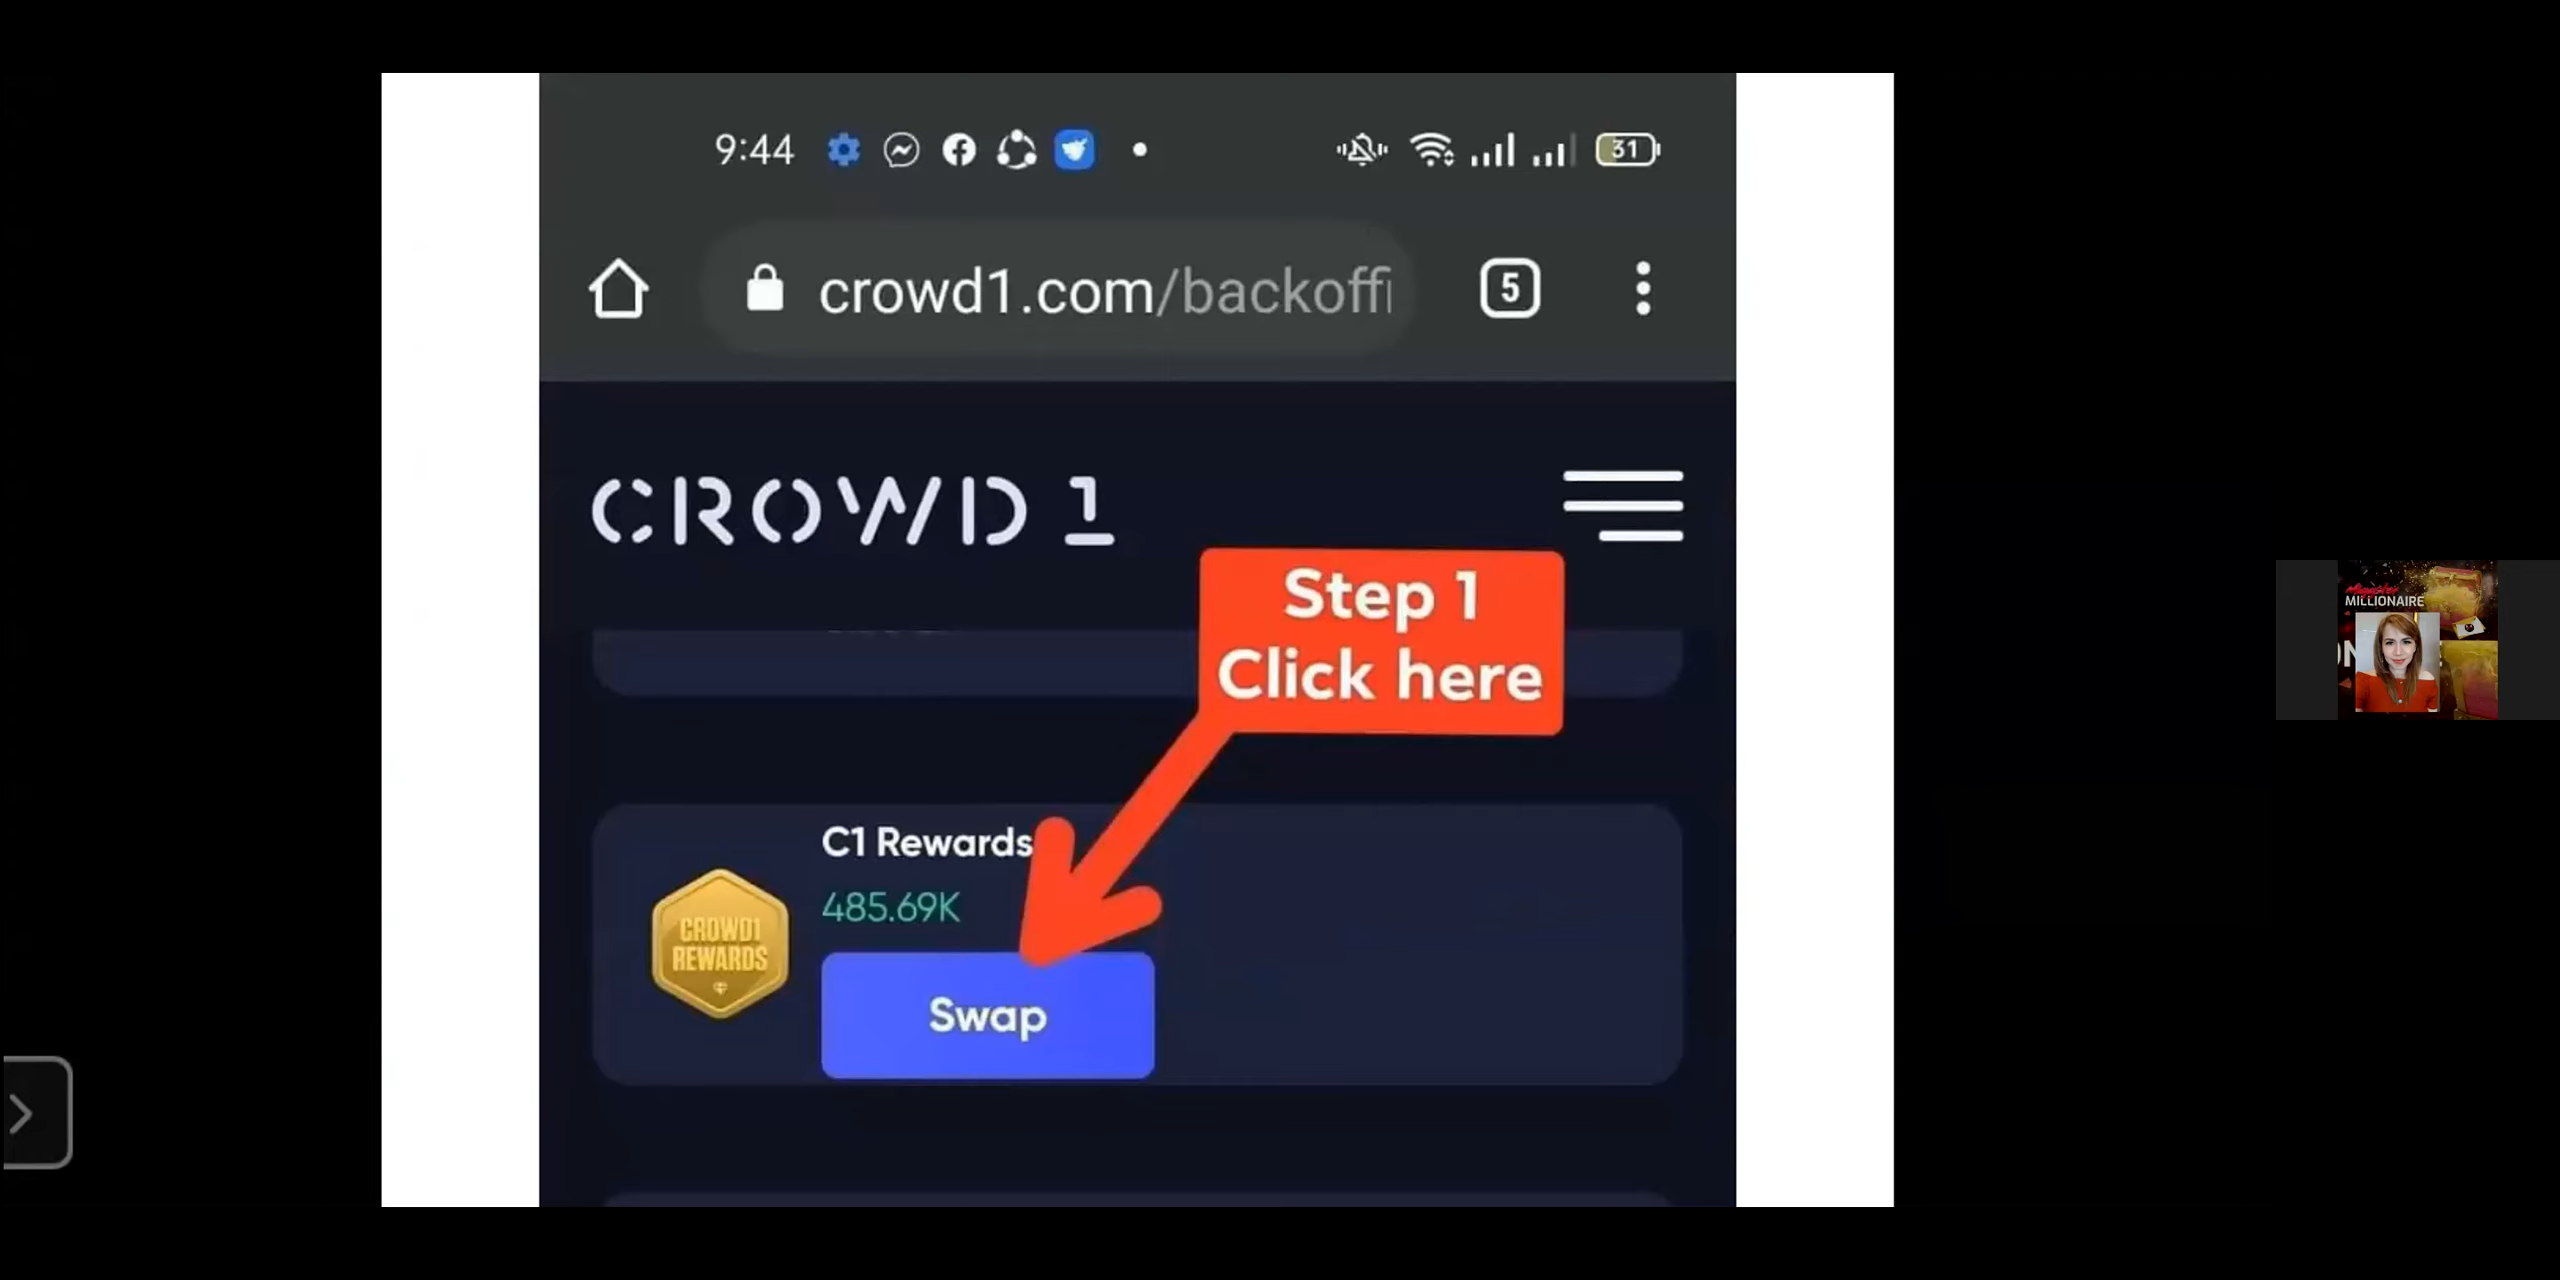 9:44
31
crowd1.com/backoffi
5
CROWD 1
Step 1
Click here
C1 Rewards
485.69K
CROWD1
REWARDS
Swap
MILLIONAIRE